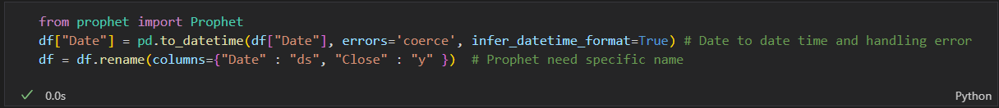 from prophet import Prophet
df["Date"] = pd.to_datetime(df["Date"], errors='coerce', infer_datetime_format=True) # Date to date time and handling error
df = df.rename(columns={"Date" : "ds", "Close" : "y" })  # Prophet need specific name
0.0s
Python